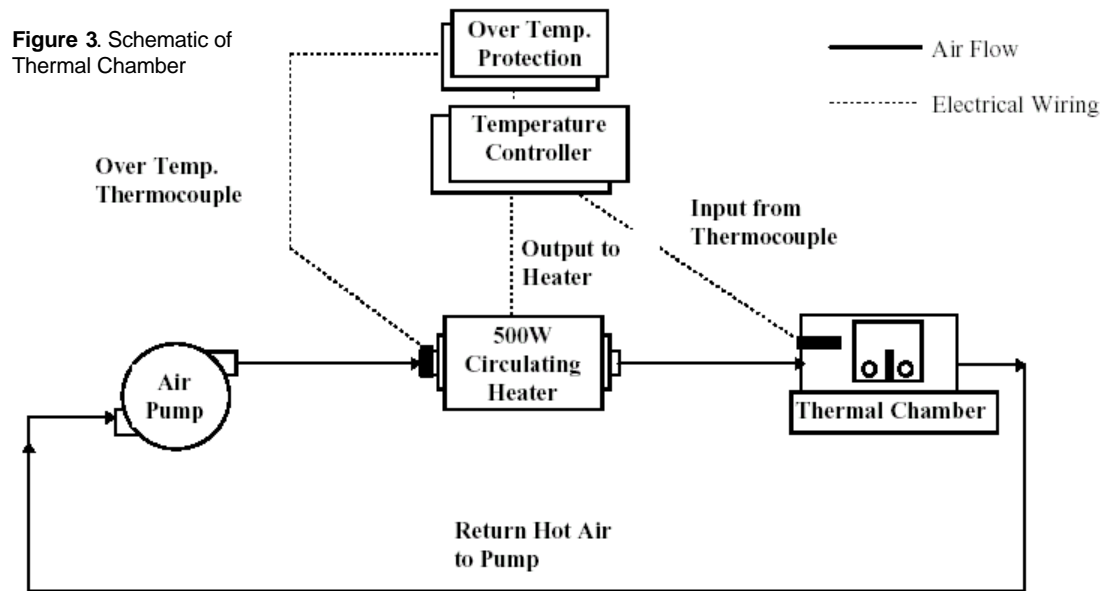 Figure 3. Schematic of
Thermal Chamber
Over Temp.
Protection
Air Flow
Electrical Wiring
Temperature
Controller
Over Temp.
Thermocouple
Input from
Thermocouple
Output to
Heater
500W
Circulating
Heater
Air
Pump
Thermal Chamber
Return Hot Air
to Pump